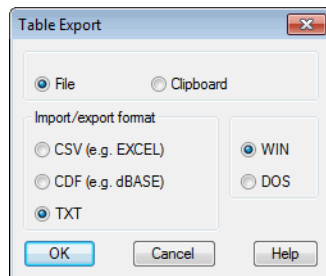 Table Export
File Clipboard
Import/export format
CSV (e.g. EXCEL) WIN
CDF (e.g. dBASE) DOS
TXT
OK Cancel Help